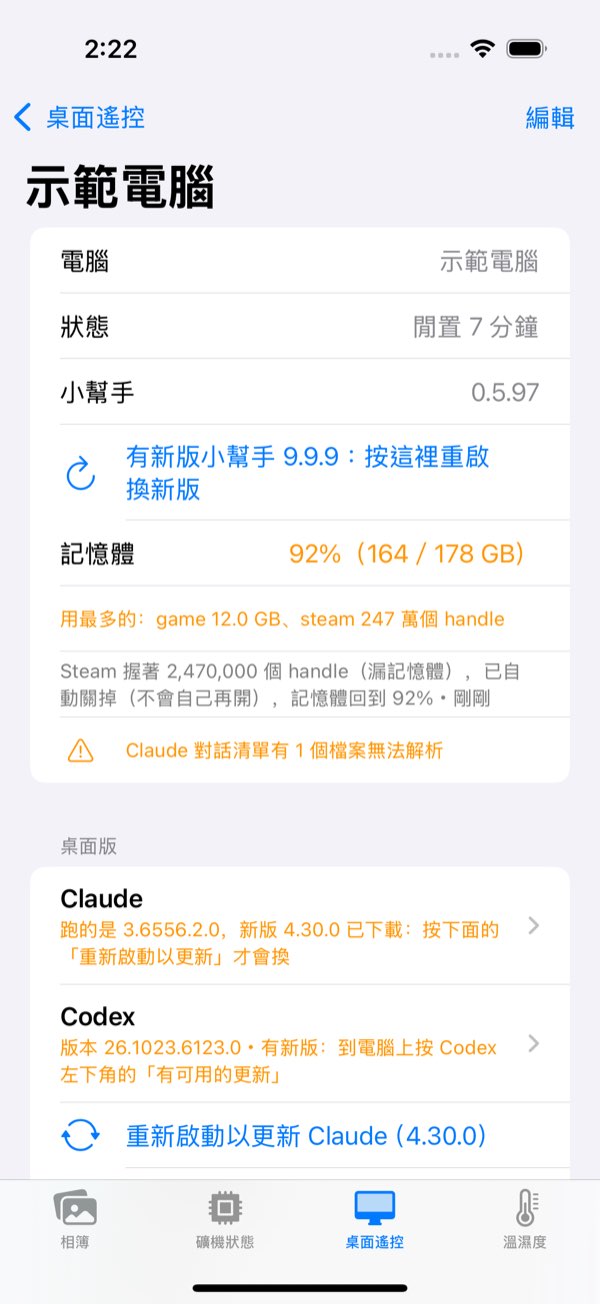 2:22
桌面遙控
編輯
示範電腦
電腦
示範電腦
狀態
閒置 7 分鐘
小幫手
0.5.97
有新版小幫手 9.9.9：按這裡重啟
換新版
記憶體
92%（164 / 178 GB）
用最多的：game 12.0 GB、steam 247 萬個 handle
Steam 握著 2,470,000 個 handle（漏記憶體），已自
動關掉（不會自己再開），記憶體回到 92%・剛剛
Claude 對話清單有 1 個檔案無法解析
桌面版
Claude
跑的是 3.6556.2.0，新版 4.30.0 已下載：按下面的
「重新啟動以更新」才會換
Codex
版本 26.1023.6123.0・有新版：到電腦上按 Codex
左下角的「有可用的更新」
重新啟動以更新 Claude（4.30.0）
相簿
礦機狀態
桌面遙控
溫濕度